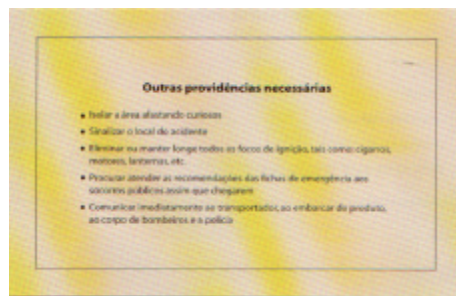 Outras providências necessárias
• Isolar a área afastando curiosos
• Sinalizar o local do acidente
• Eliminar ou manter longe todos os focos de ignição, tais como: cigarros,
motores, lanternas, etc.
• Procurar atender as recomendações das fichas de emergência aos
socorros públicos assim que chegarem
• Comunicar imediatamente ao transportador, ao embarcar do produto,
ao corpo de bombeiros e a polícia